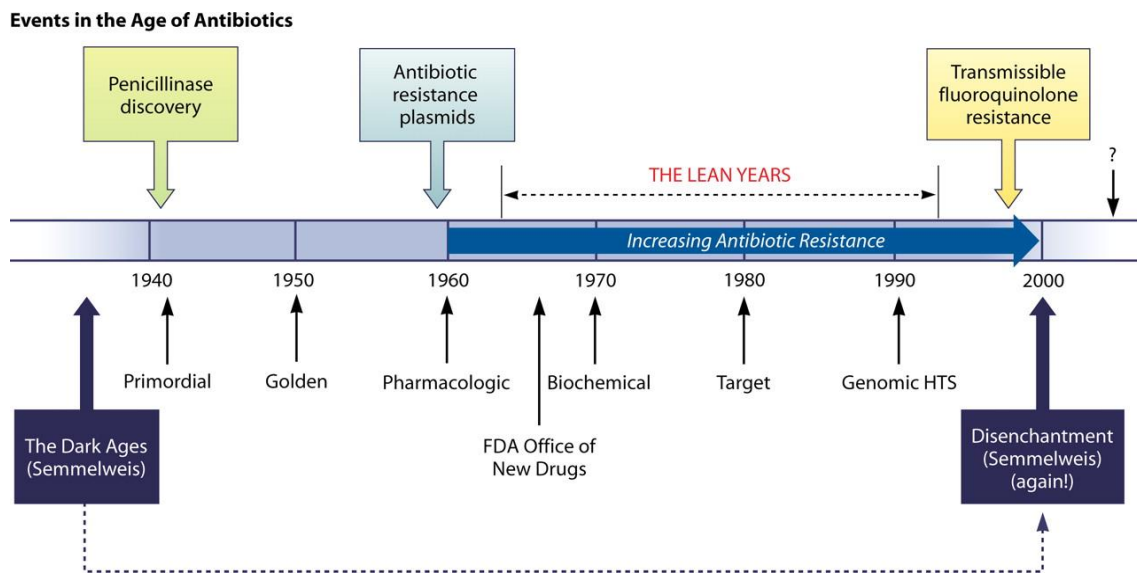 Events in the Age of Antibiotics
Penicillinase
discovery
Antibiotic
resistance
plasmids
Transmissible
fluoroquinolone
resistance
?
THE LEAN YEARS
Increasing Antibiotic Resistance
1940
1950
1960
1970
1980
1990
2000
Primordial
Golden
Pharmacologic
Biochemical
Target
Genomic HTS
FDA Office of
New Drugs
The Dark Ages
(Semmelweis)
Disenchantment
(Semmelweis)
(again!)